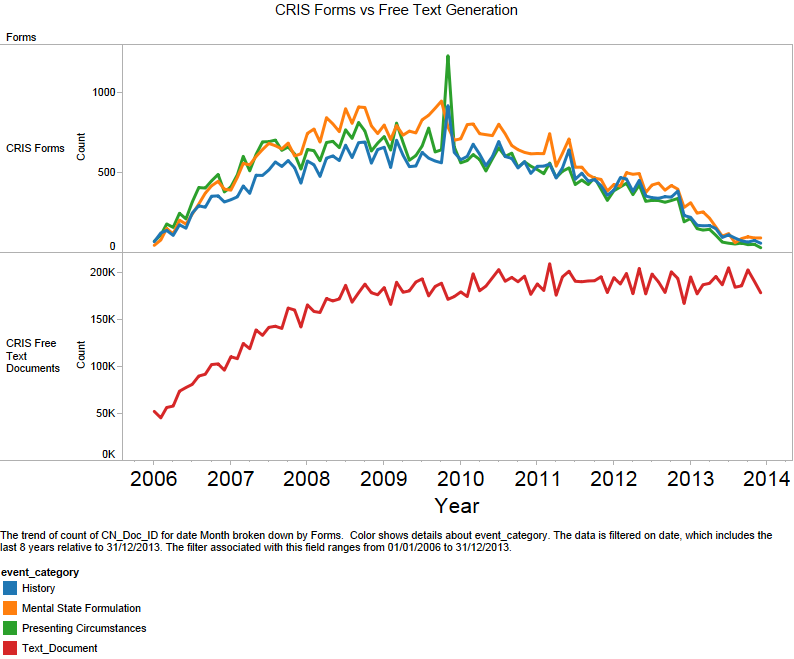 CRIS Forms vs Free Text Generation
Forms
CRIS Forms
Count
1000
500
0
CRIS Free
Text
Documents
Count
200K
150K
100K
50K
0K
2006 2007 2008 2009 2010 2011 2012 2013 2014
Year
The trend of count of CN_Doc_ID for date Month broken down by Forms.  Color shows details about event_category. The data is filtered on date, which includes the
last 8 years relative to 31/12/2013. The filter associated with this field ranges from 01/01/2006 to 31/12/2013.
event_category
History
Mental State Formulation
Presenting Circumstances
Text_Document